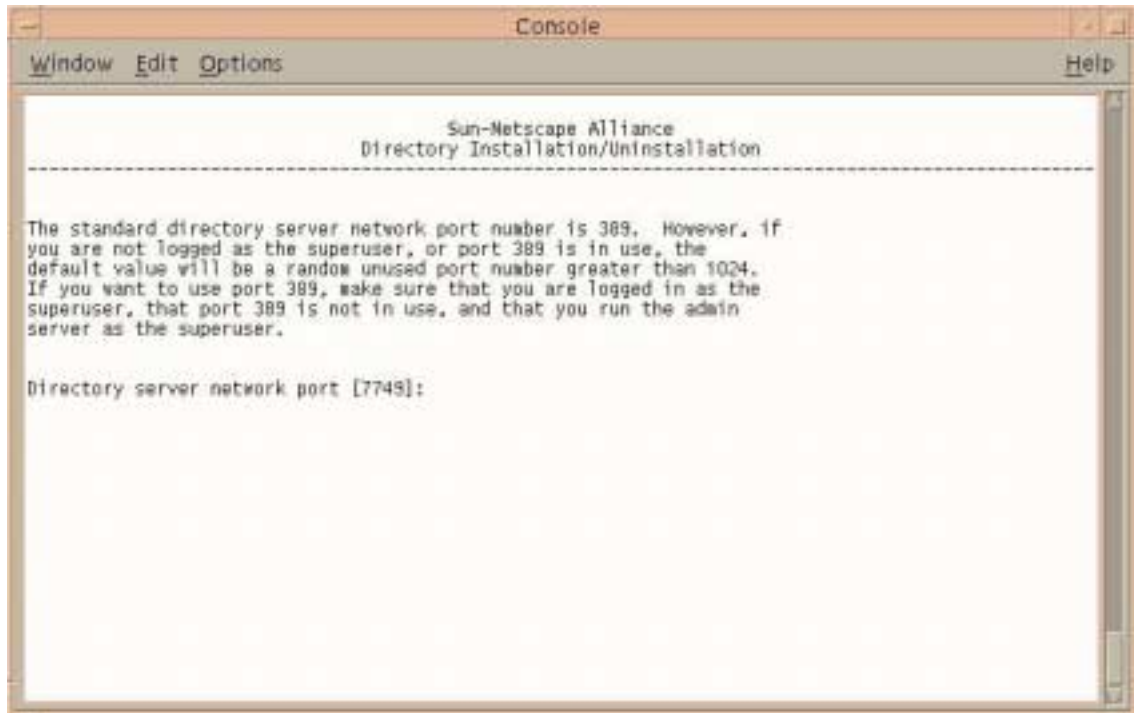 Console
Window Edit Options Help
Sun-Netscape Alliance
Directory Installation/Uninstallation
--------------------------------------------------------------------------------
The standard directory server network port number is 389. However, if
you are not logged as the superuser, or port 389 is in use, the
default value will be a random unused port number greater than 1024.
If you want to use port 389, make sure that you are logged in as the
superuser, that port 389 is not in use, and that you run the admin
server as the superuser.
Directory server network port [7749]: